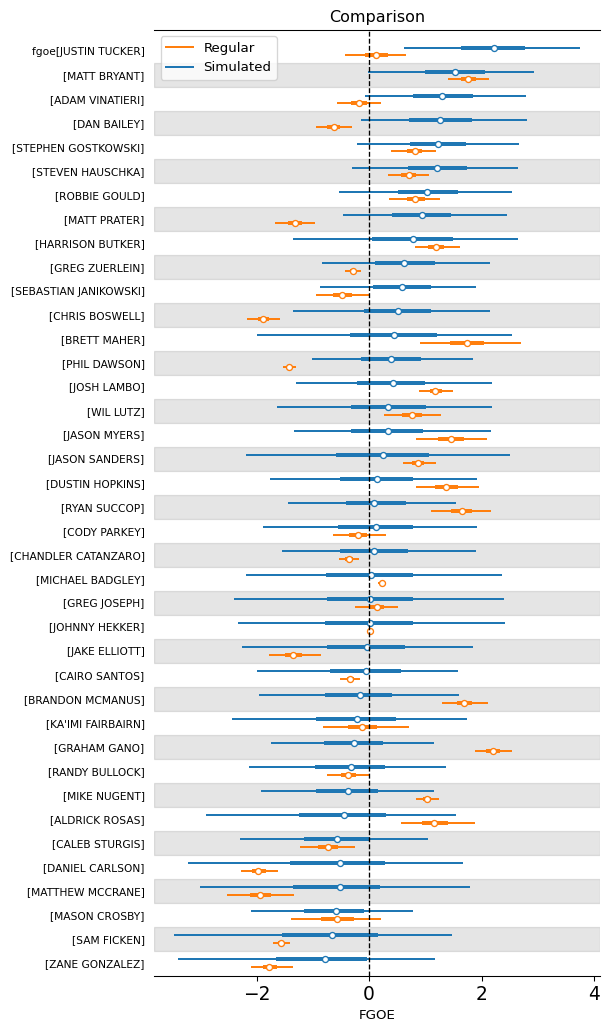 Comparison
Regular
Simulated
fgoe[JUSTIN TUCKER]
[MATT BRYANT]
[ADAM VINATIERI]
[DAN BAILEY]
[STEPHEN GOSTKOWSKI]
[STEVEN HAUSCHKA]
[ROBBIE GOULD]
[MATT PRATER]
[HARRISON BUTKER]
[GREG ZUERLEIN]
[SEBASTIAN JANIKOWSKI]
[CHRIS BOSWELL]
[BRETT MAHER]
[PHIL DAWSON]
[JOSH LAMBO]
[WIL LUTZ]
[JASON MYERS]
[JASON SANDERS]
[DUSTIN HOPKINS]
[RYAN SUCCOP]
[CODY PARKEY]
[CHANDLER CATANZARO]
[MICHAEL BADGLEY]
[GREG JOSEPH]
[JOHNNY HEKKER]
[JAKE ELLIOTT]
[CAIRO SANTOS]
[BRANDON MCMANUS]
[KA'IMI FAIRBAIRN]
[GRAHAM GANO]
[RANDY BULLOCK]
[MIKE NUGENT]
[ALDRICK ROSAS]
[CALEB STURGIS]
[DANIEL CARLSON]
[MATTHEW MCCRANE]
[MASON CROSBY]
[SAM FICKEN]
[ZANE GONZALEZ]
−2 0 2 4
FGOE